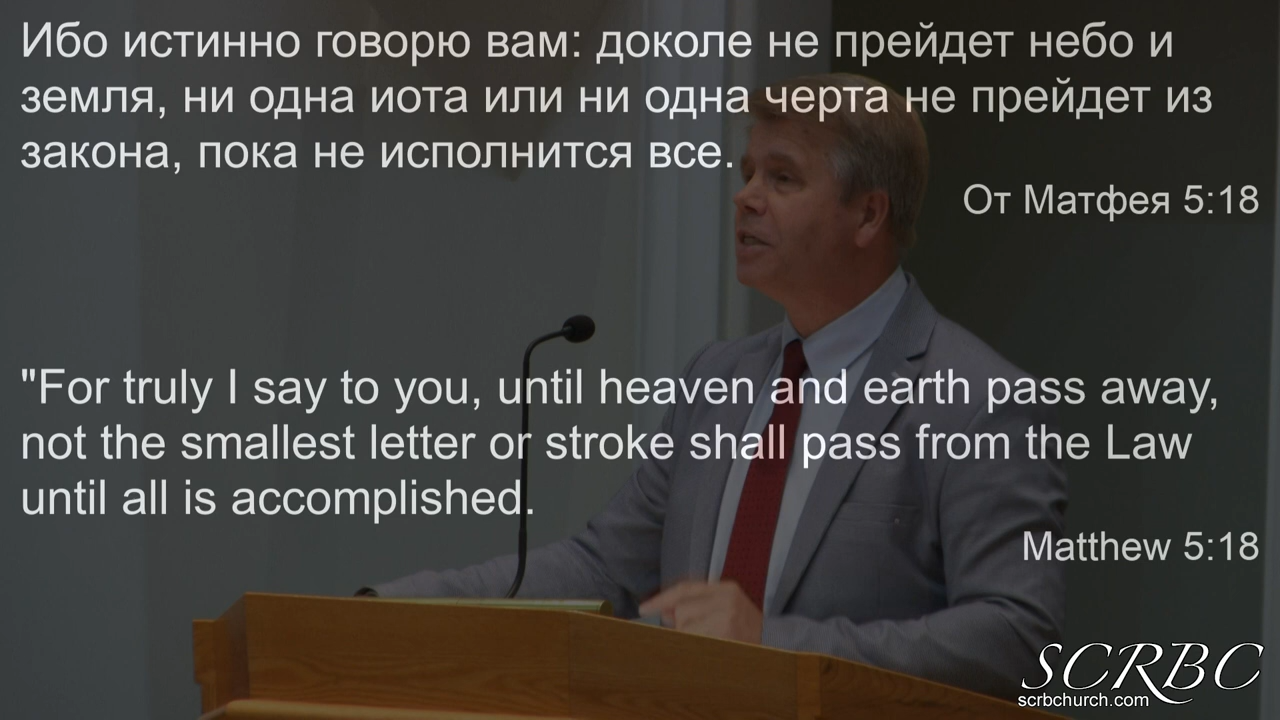 Ибо истинно говорю вам: доколе не прейдет небо и
земля, ни одна иота или ни одна черта не прейдет из
закона, пока не исполнится все.
От Матфея 5:18
"For truly I say to you, until heaven and earth pass away,
not the smallest letter or stroke shall pass from the Law
until all is accomplished.
Matthew 5:18
SCRBC
scrbchurch.com